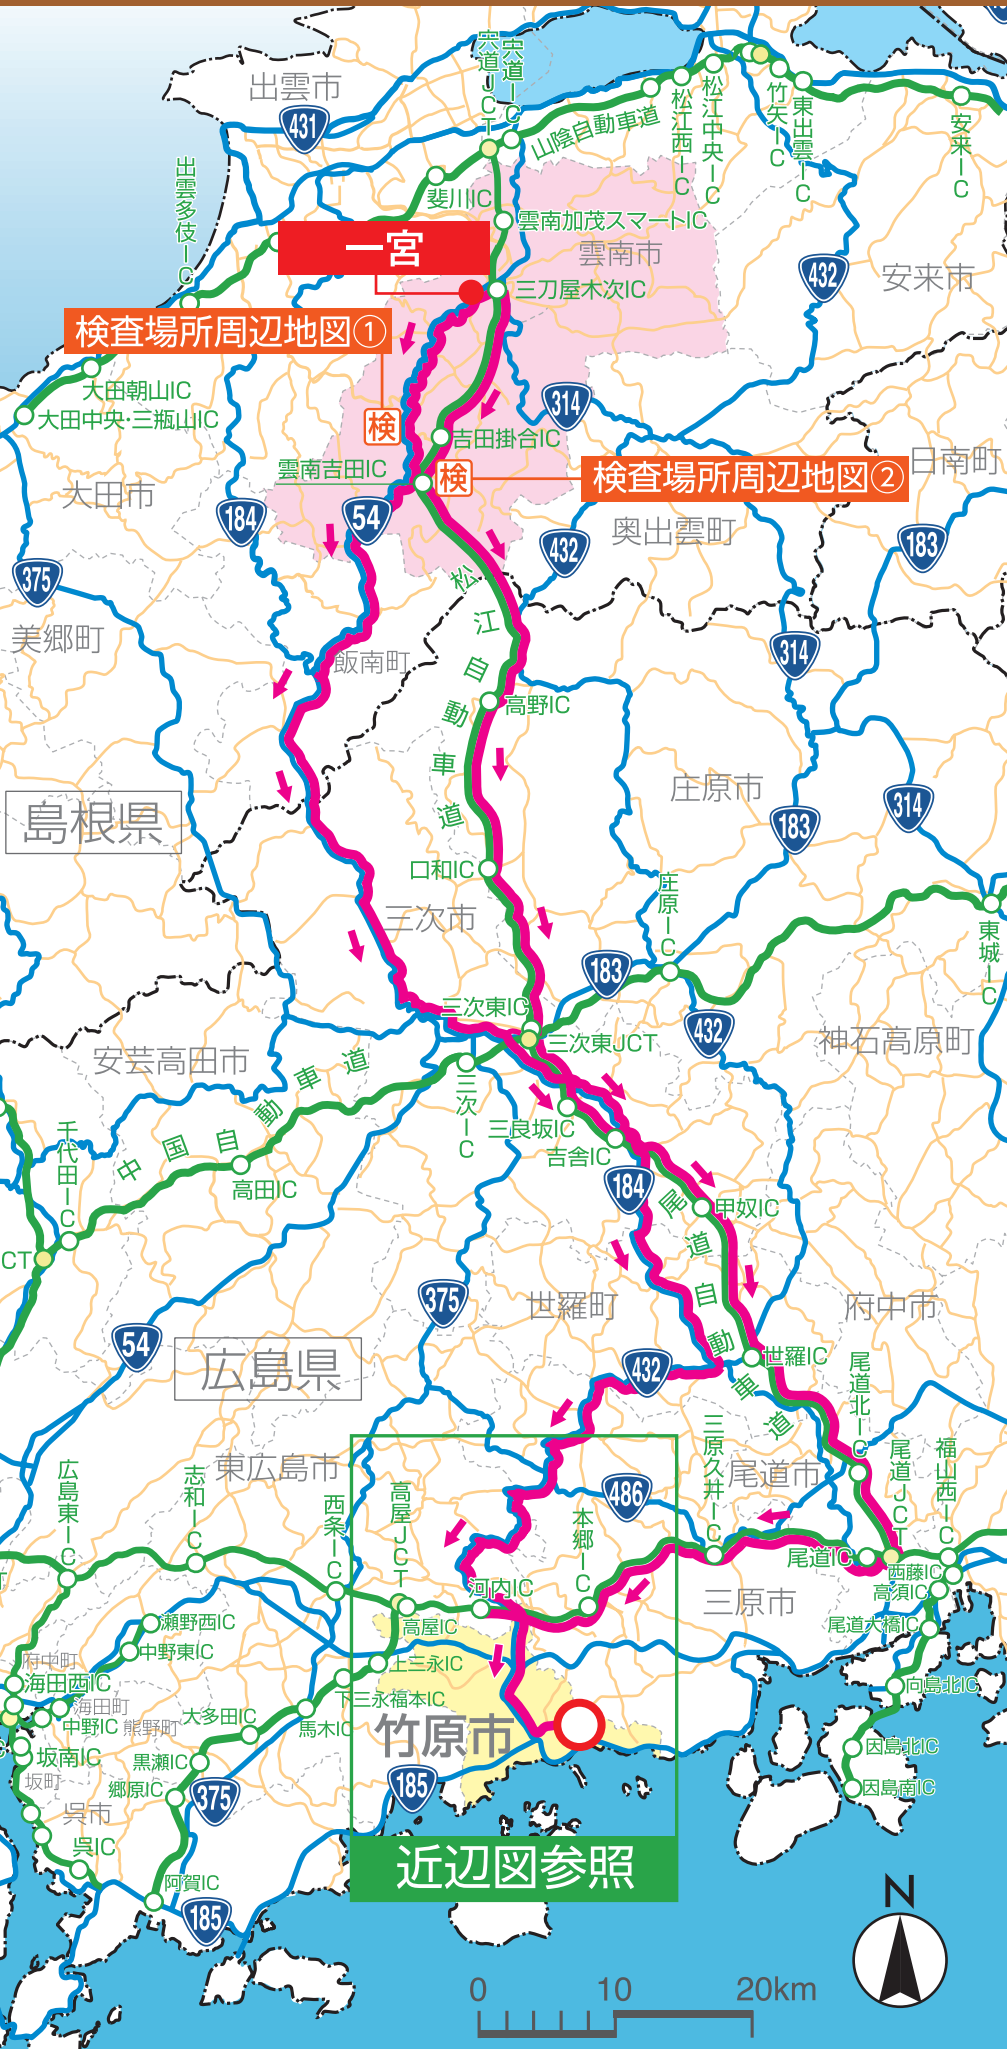 出雲市
431
宍道JCT
宍道IC
山陰自動車道
松江西IC
松江中央IC
竹矢IC
東出雲IC
安来IC
出雲多伎IC
斐川IC
雲南加茂スマートIC
雲南市
一宮
三刀屋木次IC
432
安来市
検査場所周辺地図①
大田朝山IC
大田中央・三瓶山IC
検
314
吉田掛合IC
雲南吉田IC
検
検査場所周辺地図②
日南町
大田市
184
54
奥出雲町
432
183
375
松江自動車道
美郷町
飯南町
314
高野IC
庄原市
島根県
183
314
口和IC
三次市
庄原IC
東城IC
183
三次東IC
三次東JCT
432
神石高原町
安芸高田市
中国自動車道
三次IC
千代田IC
三良坂IC
吉舎IC
高田IC
184
甲奴IC
尾道自動車道
CT
375
世羅町
府中市
54
広島県
432
世羅IC
尾道北IC
三原久井IC
尾道市
尾道JCT
福山西IC
広島東IC
志和IC
東広島市
西条IC
高屋JCT
486
本郷IC
尾道IC
西藤IC
高須IC
河内IC
三原市
尾道大橋IC
瀬野西IC
高屋IC
中野東IC
上三永IC
府中町
海田西IC
向島北IC
下三永福本IC
海田町
中野IC
熊野町
大多田IC
馬木IC
竹原市
坂南IC
黒瀬IC
因島北IC
坂町
郷原IC
375
185
因島南IC
呉市
呉IC
近辺図参照
阿賀IC
185
N
0
10
20km